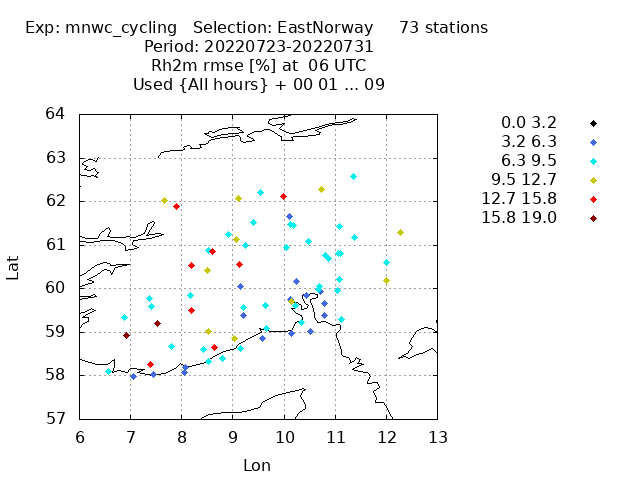 Exp: mnwc_cycling   Selection: EastNorway     73 stations
Period: 20220723-20220731
Rh2m rmse [%] at  06 UTC
Used {All hours} + 00 01 ... 09
64
63
62
61
60
59
58
57
6 7 8 9 10 11 12 13
Lat
Lon
0.0 3.2
3.2 6.3
6.3 9.5
9.5 12.7
12.7 15.8
15.8 19.0